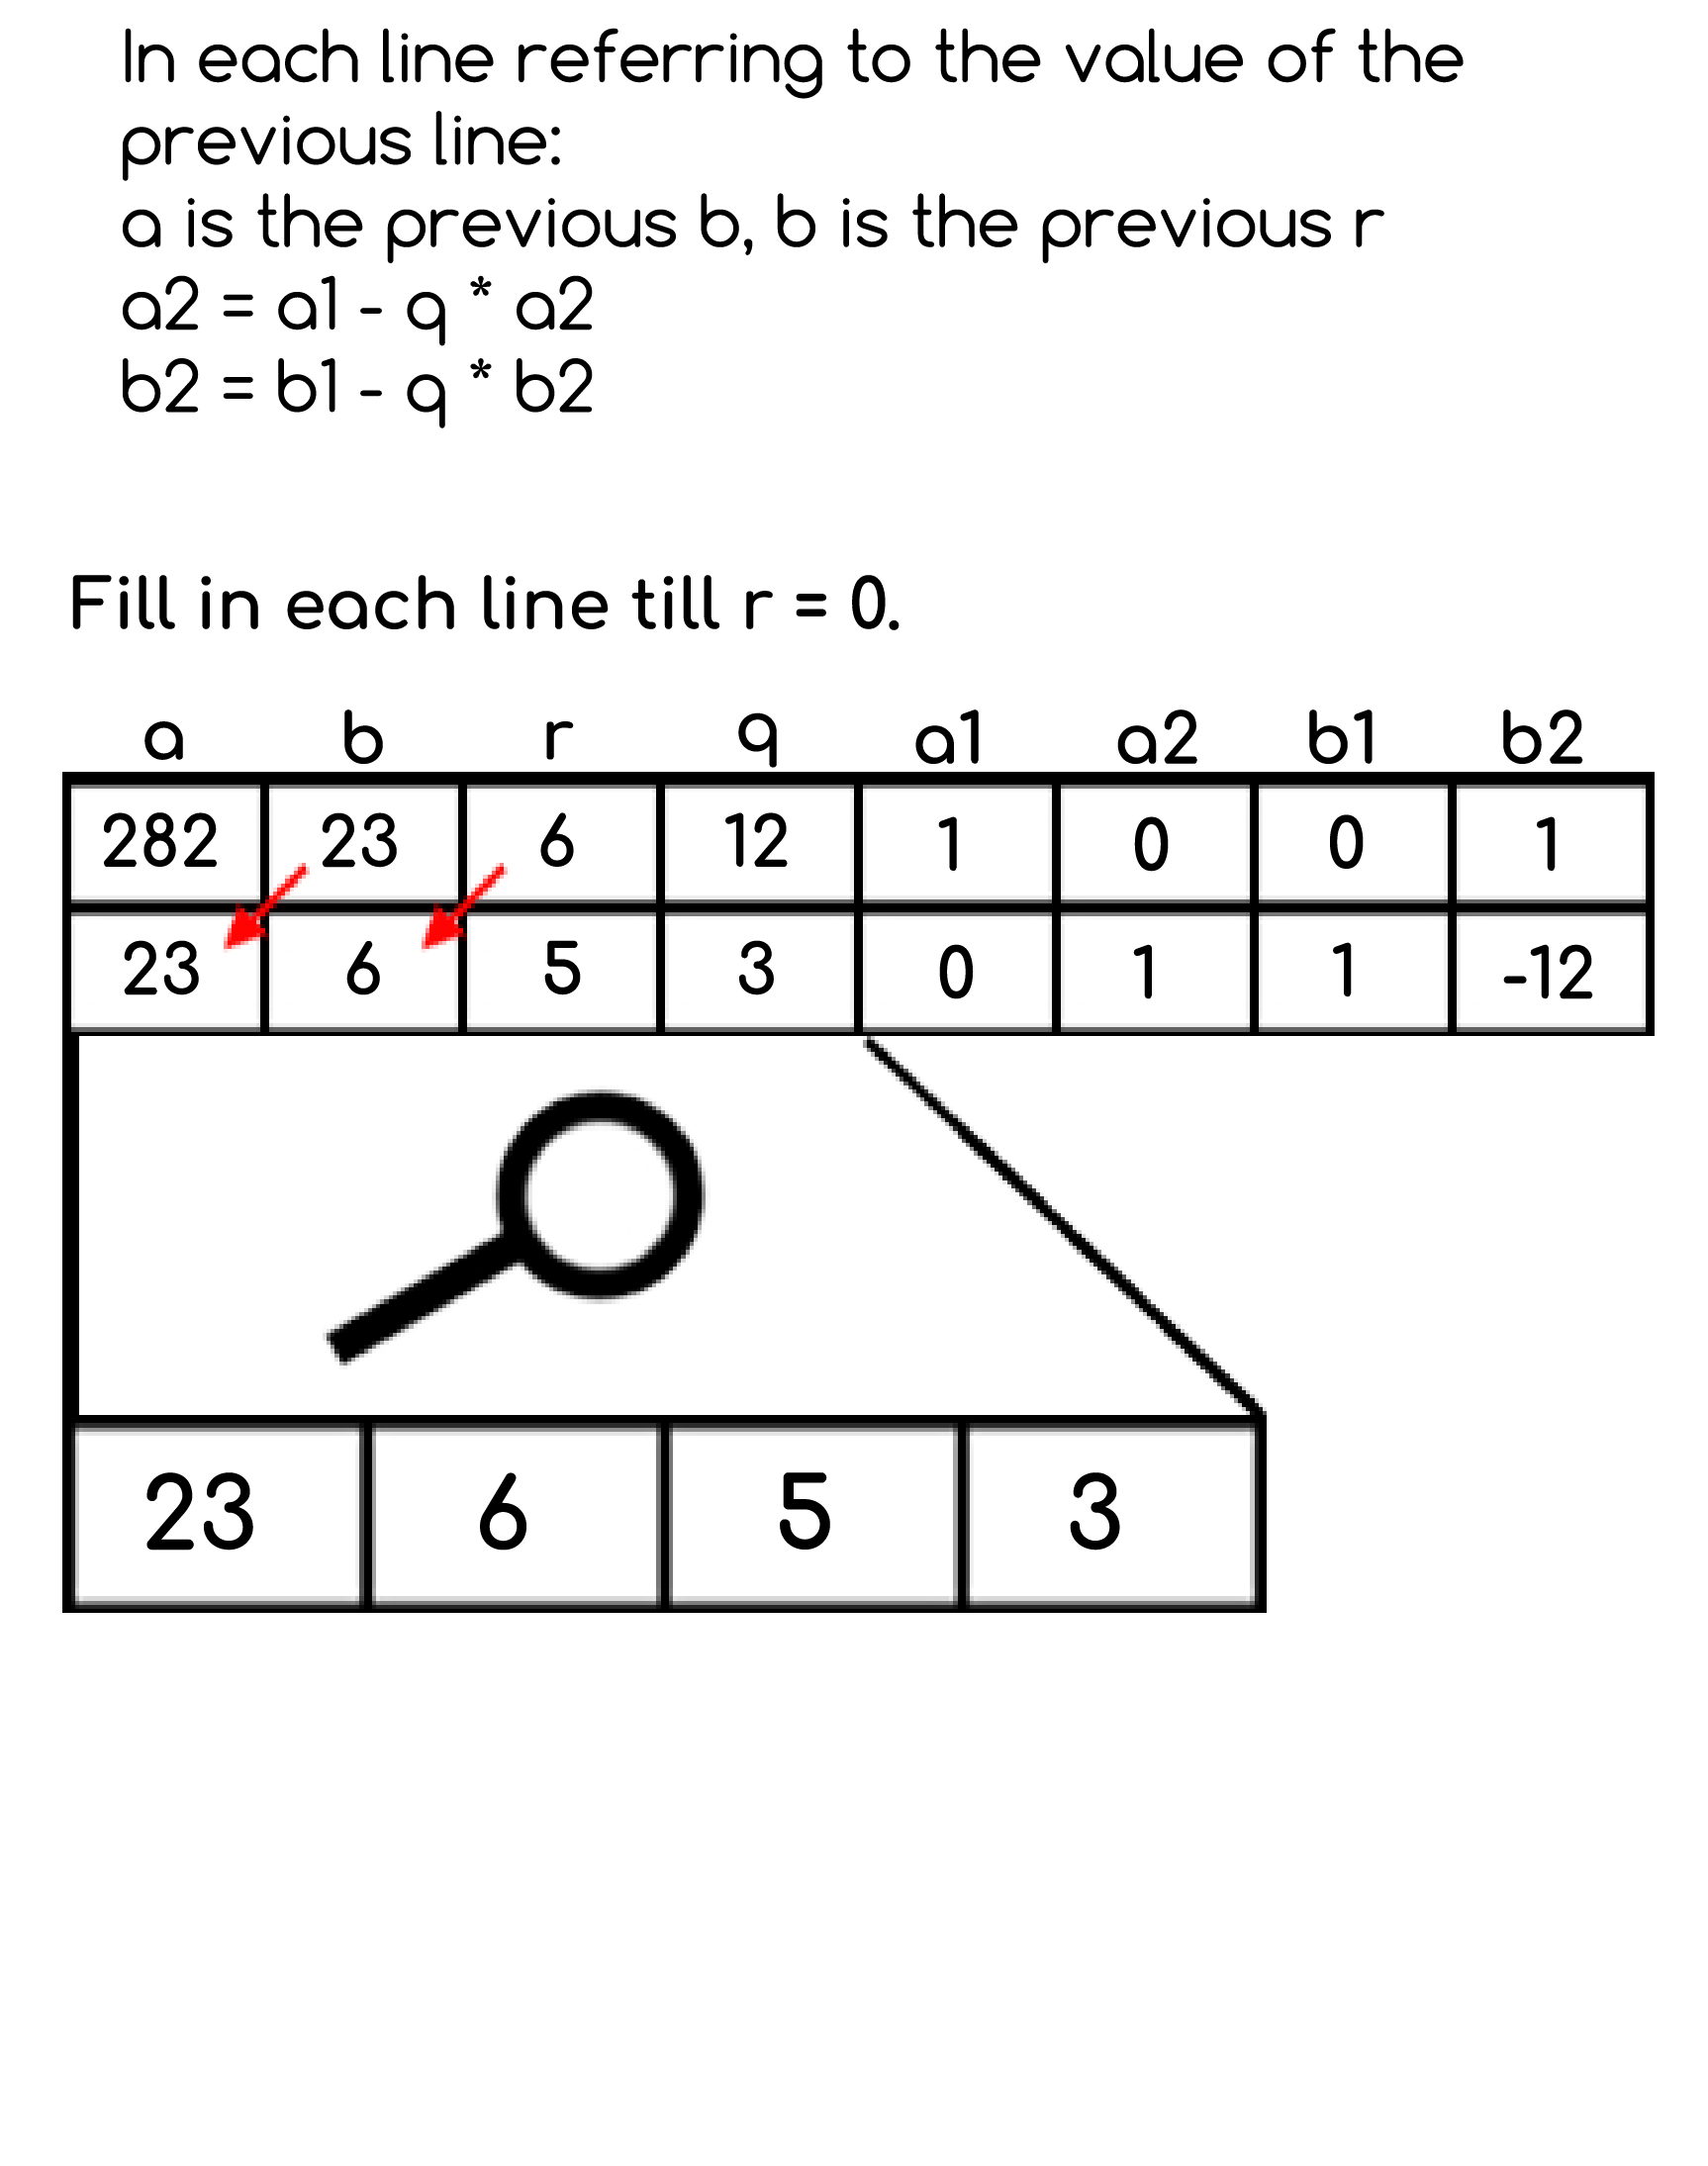 In each line referring to the value of the
previous line:
a is the previous b, b is the previous r
a2 = a1 - q * a2
b2 = b1 - q * b2
Fill in each line till r = 0.
a b r q a1 a2 b1 b2
282 23 6 12 1 0 0 1
23 6 5 3 0 1 1 -12
23 6 5 3